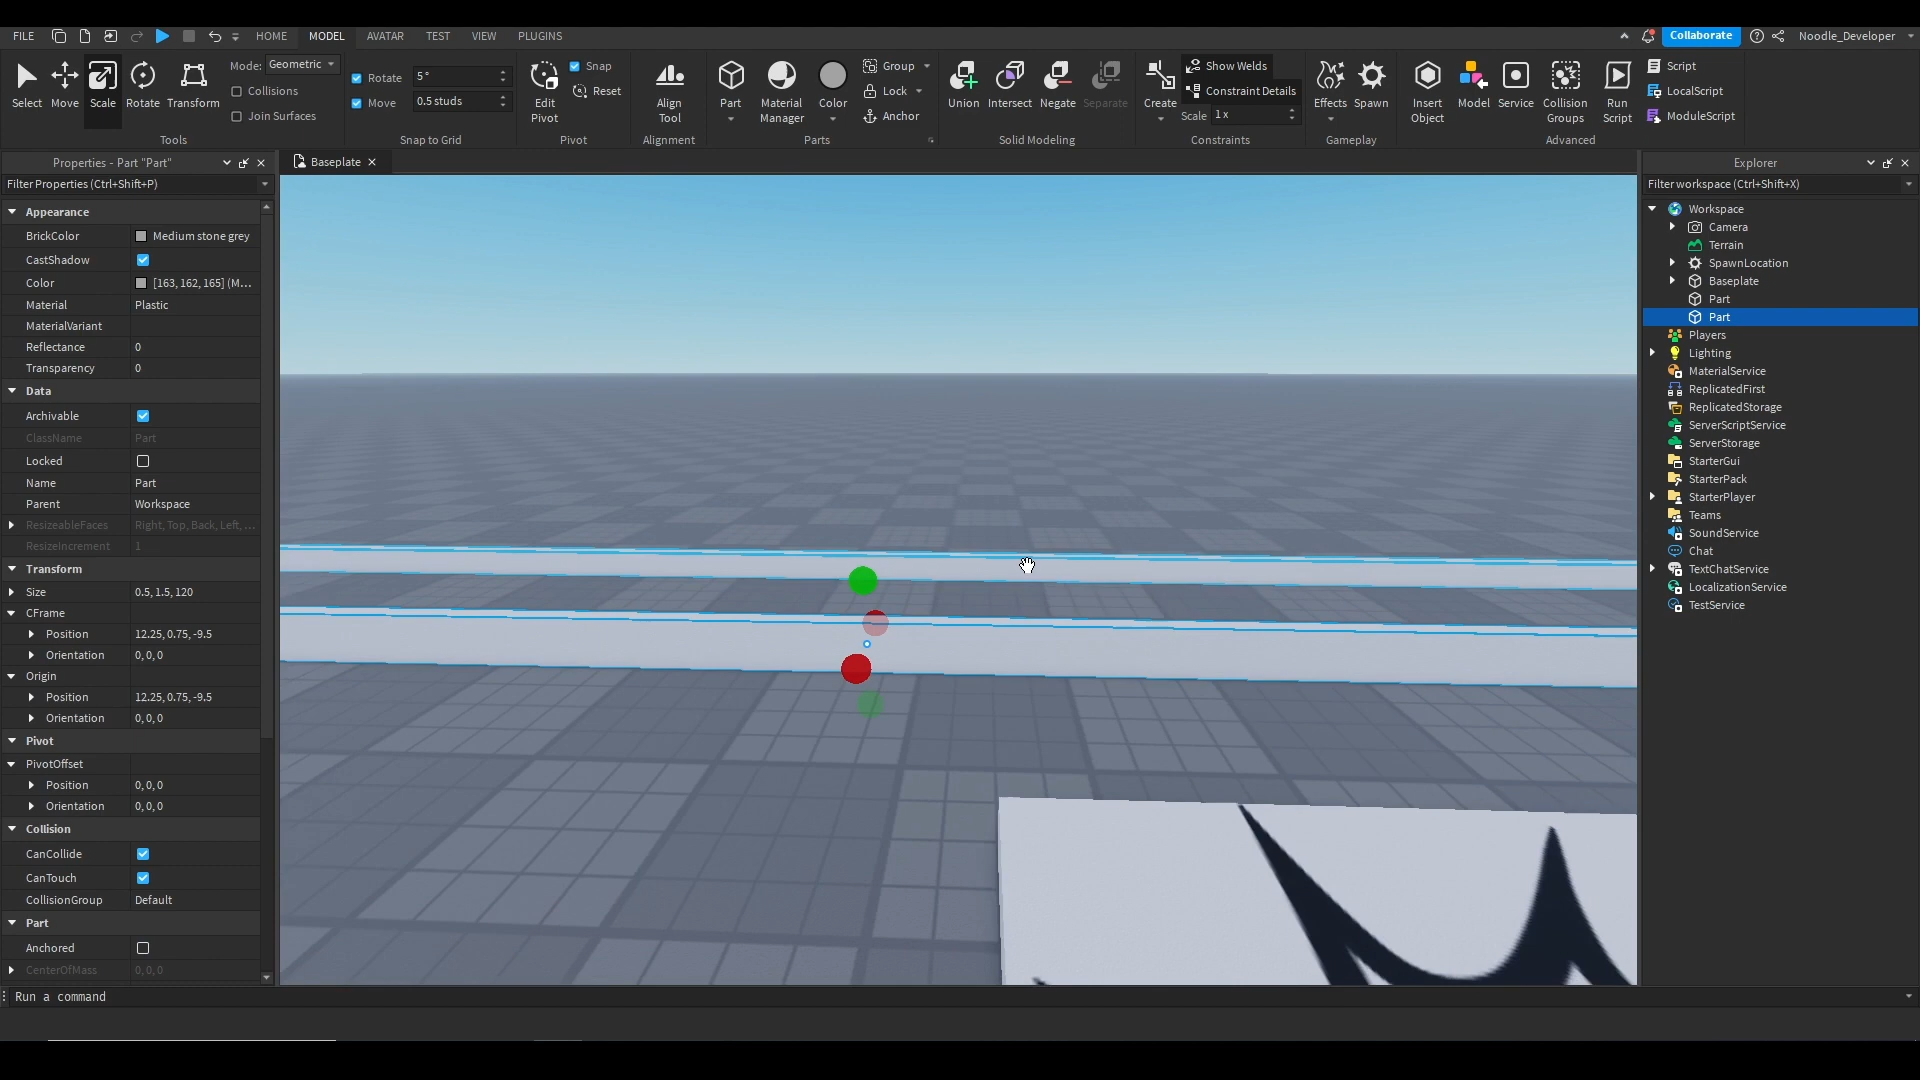 FILE HOME MODEL AVATAR TEST VIEW PLUGINS Collaborate Noodle_Developer
Select Move Scale Rotate Transform
Mode: Geometric
Collisions
Join Surfaces
Tools
Rotate 5°
Move 0.5 studs
Snap to Grid
Edit Pivot
Snap
Reset
Pivot
Align Tool
Alignment
Part
Material Manager
Color
Group
Lock
Anchor
Parts
Union Intersect Negate Separate
Solid Modeling
Create
Show Welds
Constraint Details
Scale 1 x
Constraints
Effects Spawn
Gameplay
Insert Object
Model
Service
Collision Groups
Run Script
Script
LocalScript
ModuleScript
Advanced
Properties - Part "Part"
Filter Properties (Ctrl+Shift+P)
Appearance
BrickColor Medium stone grey
CastShadow
Color [163, 162, 165] (M...
Material Plastic
MaterialVariant
Reflectance 0
Transparency 0
Data
Archivable
ClassName Part
Locked
Name Part
Parent Workspace
ResizeableFaces Right, Top, Back, Left, ...
ResizeIncrement 1
Transform
Size 0.5, 1.5, 120
CFrame
Position 12.25, 0.75, -9.5
Orientation 0, 0, 0
Origin
Position 12.25, 0.75, -9.5
Orientation 0, 0, 0
Pivot
PivotOffset
Position 0, 0, 0
Orientation 0, 0, 0
Collision
CanCollide
CanTouch
CollisionGroup Default
Part
Anchored
CenterOfMass 0, 0, 0
Baseplate
Explorer
Filter workspace (Ctrl+Shift+X)
Workspace
Camera
Terrain
SpawnLocation
Baseplate
Part
Part
Players
Lighting
MaterialService
ReplicatedFirst
ReplicatedStorage
ServerScriptService
ServerStorage
StarterGui
StarterPack
StarterPlayer
Teams
SoundService
Chat
TextChatService
LocalizationService
TestService
Run a command